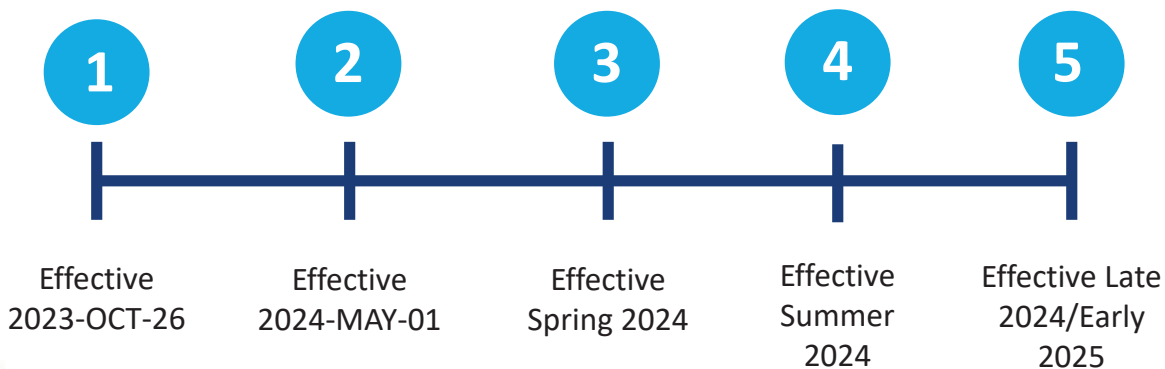 1
2
3
4
5
Effective
2023-OCT-26
Effective
2024-MAY-01
Effective
Spring 2024
Effective
Summer
2024
Effective Late
2024/Early
2025